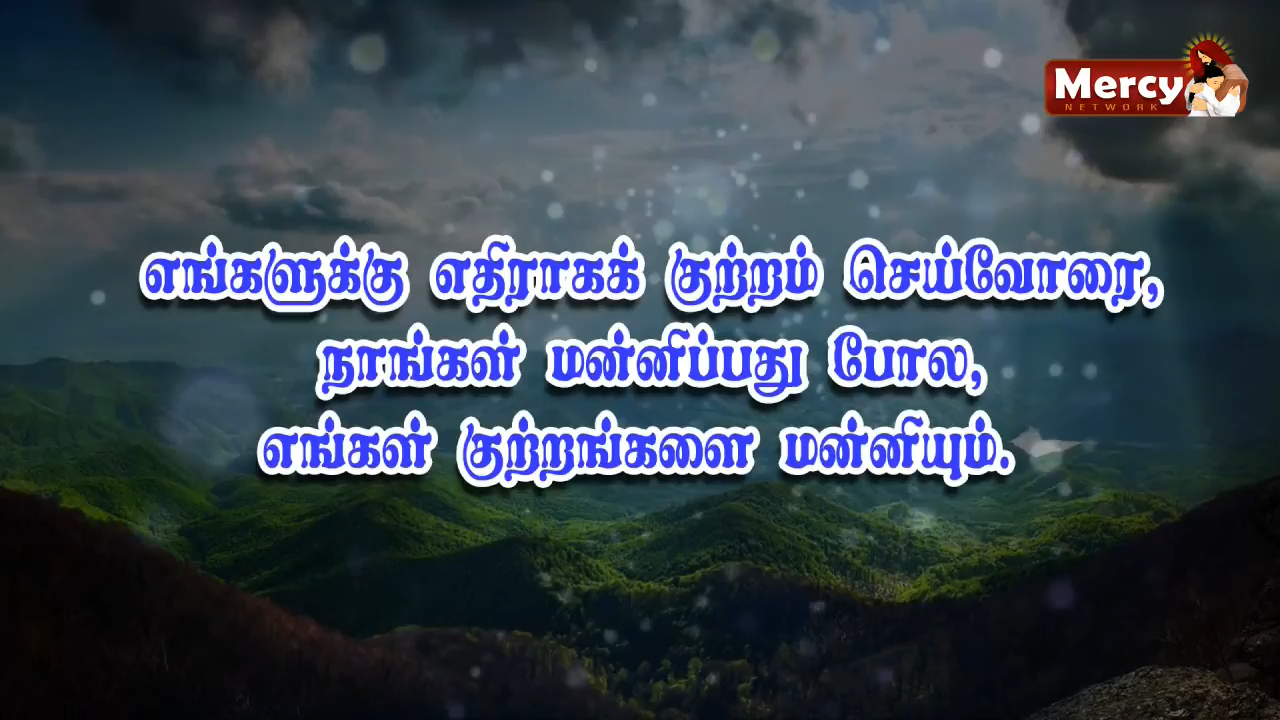 Mercy
NETWORK
எங்களுக்கு எதிராகக் குற்றம் செய்வோரை,
நாங்கள் மன்னிப்பது போல,
எங்கள் குற்றங்களை மன்னியும்.